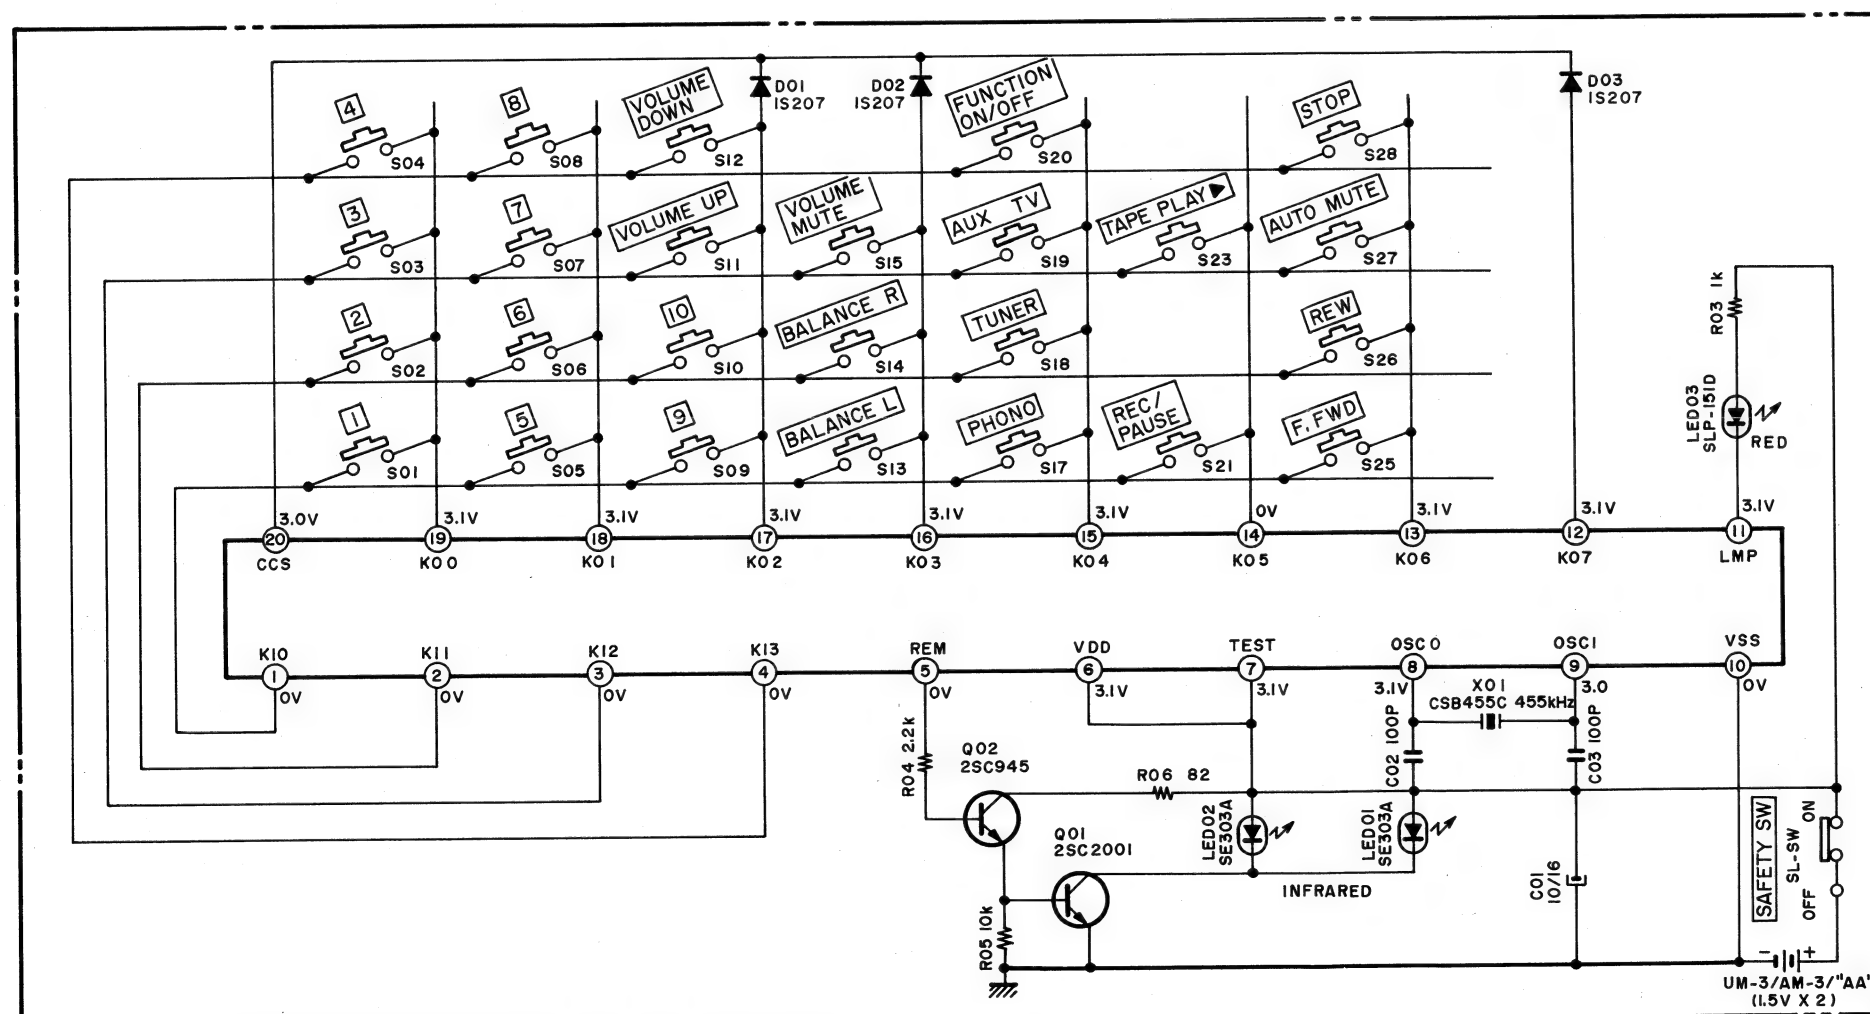 4
8
VOLUME
DOWN
D01
1S207
D02
1S207
FUNCTION
ON/OFF
STOP
D03
1S207
S04
S08
S12
S20
S28
3
7
VOLUME UP
VOLUME
MUTE
AUX TV
TAPE PLAY ▶
AUTO MUTE
S03
S07
S11
S15
S19
S23
S27
2
6
10
BALANCE R
TUNER
REW
R03 1k
S02
S06
S10
S14
S18
S26
1
5
9
BALANCE L
PHONO
REC/
PAUSE
F.FWD
LED03
SLP-151D
RED
S01
S05
S09
S13
S17
S21
S25
3.0V
3.1V
3.1V
3.1V
3.1V
3.1V
0V
3.1V
3.1V
3.1V
20
19
18
17
16
15
14
13
12
11
CCS
K00
K01
K02
K03
K04
K05
K06
K07
LMP
K10
K11
K12
K13
REM
VDD
TEST
OSC0
OSC1
VSS
1
2
3
4
5
6
7
8
9
10
0V
0V
0V
0V
0V
3.1V
3.1V
3.1V
3.0
0V
X01
CSB455C 455kHz
R04 2.2k
Q02
2SC945
R06 82
C02 100P
C03 100P
Q01
2SC2001
LED02
SE303A
LED01
SE303A
INFRARED
C01
10/16
SAFETY SW
SL-SW
OFF ON
R05 10k
- +
UM-3/AM-3/"AA"
(1.5V X 2)